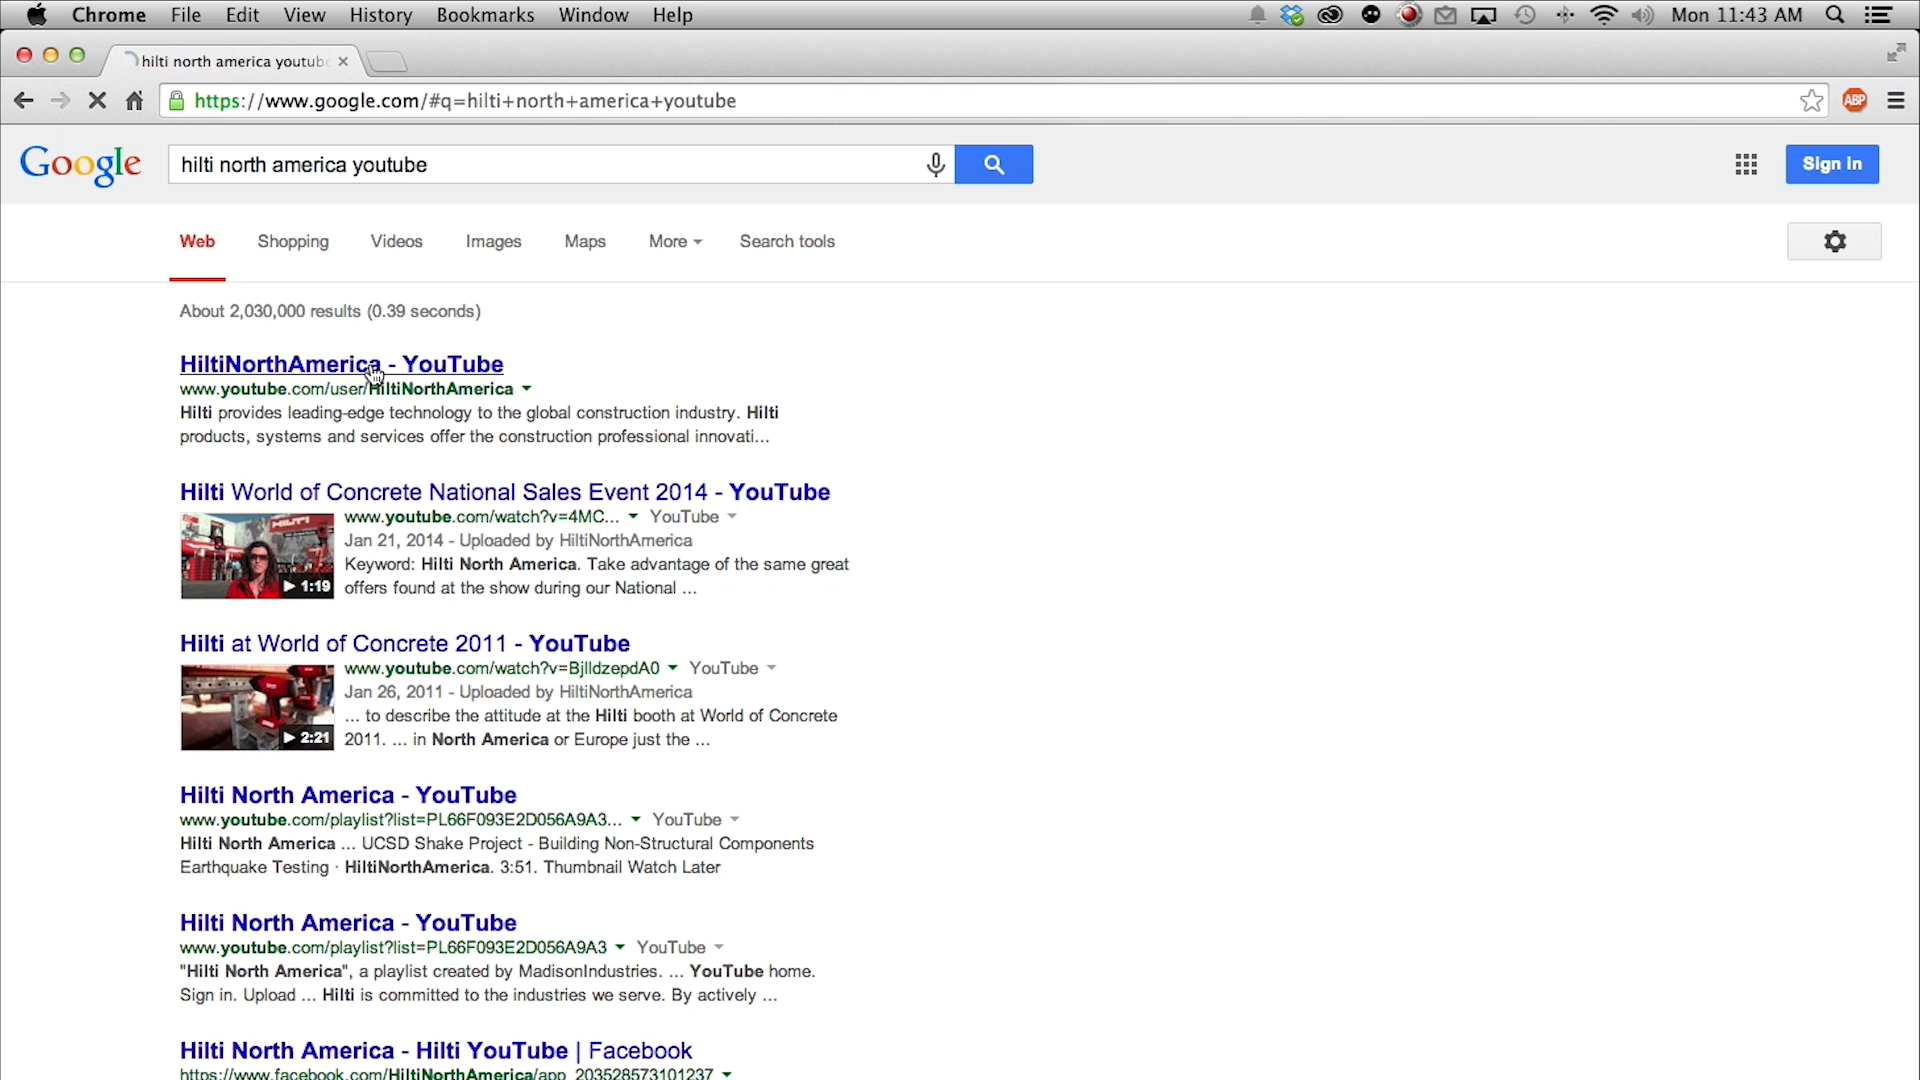 Chrome File Edit View History Bookmarks Window Help Mon 11:43 AM
hilti north america youtub
https://www.google.com/#q=hilti+north+america+youtube
ABP
Google hilti north america youtube Sign in
Web Shopping Videos Images Maps More Search tools
About 2,030,000 results (0.39 seconds)
HiltiNorthAmerica - YouTube
www.youtube.com/user/HiltiNorthAmerica
Hilti provides leading-edge technology to the global construction industry. Hilti
products, systems and services offer the construction professional innovati...
Hilti World of Concrete National Sales Event 2014 - YouTube
www.youtube.com/watch?v=4MC... YouTube
Jan 21, 2014 - Uploaded by HiltiNorthAmerica
Keyword: Hilti North America. Take advantage of the same great
offers found at the show during our National ...
HILTI
1:19
Hilti at World of Concrete 2011 - YouTube
www.youtube.com/watch?v=BjlldzepdA0 YouTube
Jan 26, 2011 - Uploaded by HiltiNorthAmerica
... to describe the attitude at the Hilti booth at World of Concrete
2011. ... in North America or Europe just the ...
2:21
Hilti North America - YouTube
www.youtube.com/playlist?list=PL66F093E2D056A9A3... YouTube
Hilti North America ... UCSD Shake Project - Building Non-Structural Components
Earthquake Testing · HiltiNorthAmerica. 3:51. Thumbnail Watch Later
Hilti North America - YouTube
www.youtube.com/playlist?list=PL66F093E2D056A9A3 YouTube
"Hilti North America", a playlist created by MadisonIndustries. ... YouTube home.
Sign in. Upload ... Hilti is committed to the industries we serve. By actively ...
Hilti North America - Hilti YouTube | Facebook
https://www.facebook.com/HiltiNorthAmerica/app_203528573101237